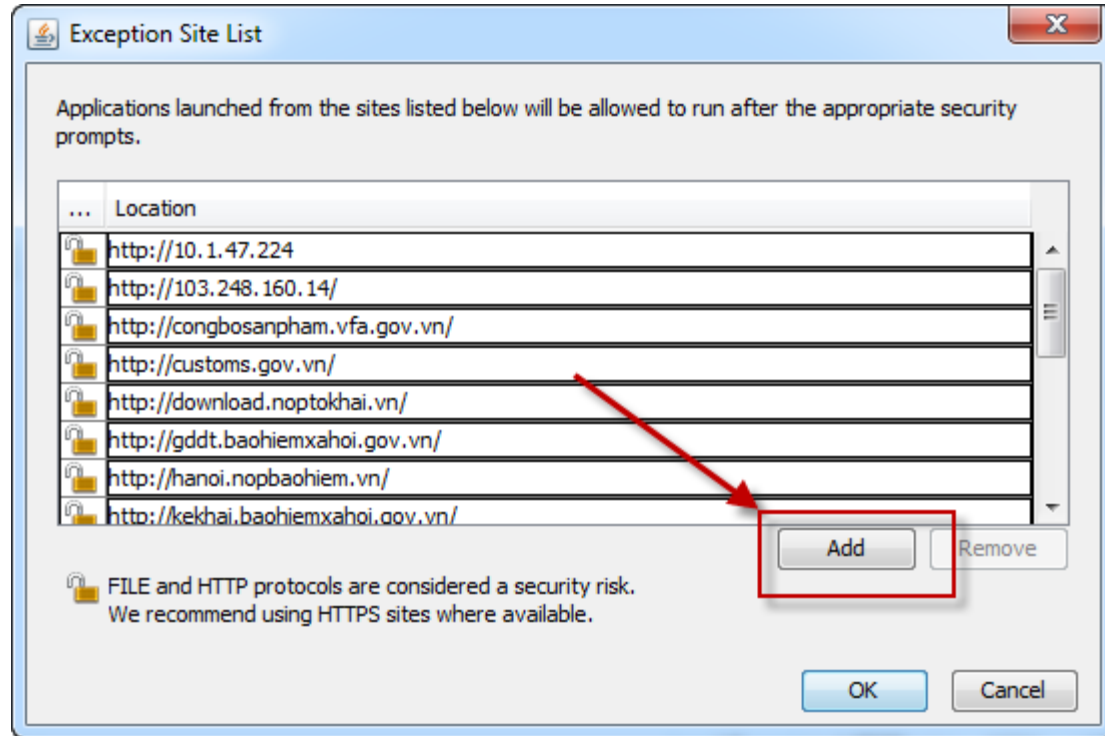 Exception Site List
Applications launched from the sites listed below will be allowed to run after the appropriate security
prompts.
... Location
http://10.1.47.224
http://103.248.160.14/
http://congbosanpham.vfa.gov.vn/
http://customs.gov.vn/
http://download.noptokhai.vn/
http://gddt.baohiemxahoi.gov.vn/
http://hanoi.nopbaohiem.vn/
http://kekhai.baohiemxahoi.gov.vn/
Add Remove
FILE and HTTP protocols are considered a security risk.
We recommend using HTTPS sites where available.
OK Cancel